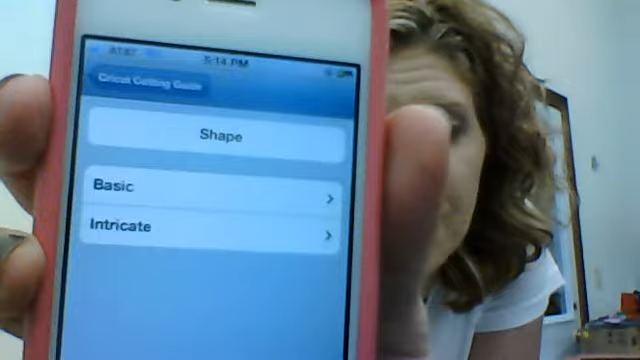 AT&T
5:14 PM
Cricut Cutting Guide
Shape
Basic
Intricate